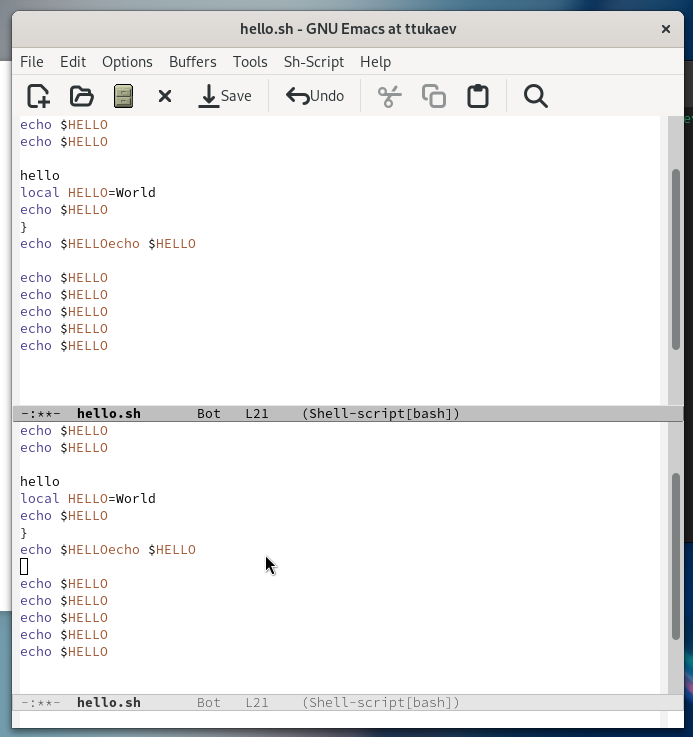 hello.sh - GNU Emacs at ttukaev
File Edit Options Buffers Tools Sh-Script Help
Save Undo
echo $HELLO
echo $HELLO
hello
local HELLO=World
echo $HELLO
}
echo $HELLOecho $HELLO
echo $HELLO
echo $HELLO
echo $HELLO
echo $HELLO
echo $HELLO
-:**- hello.sh Bot L21 (Shell-script[bash])
echo $HELLO
echo $HELLO
hello
local HELLO=World
echo $HELLO
}
echo $HELLOecho $HELLO
echo $HELLO
echo $HELLO
echo $HELLO
echo $HELLO
echo $HELLO
-:**- hello.sh Bot L21 (Shell-script[bash])